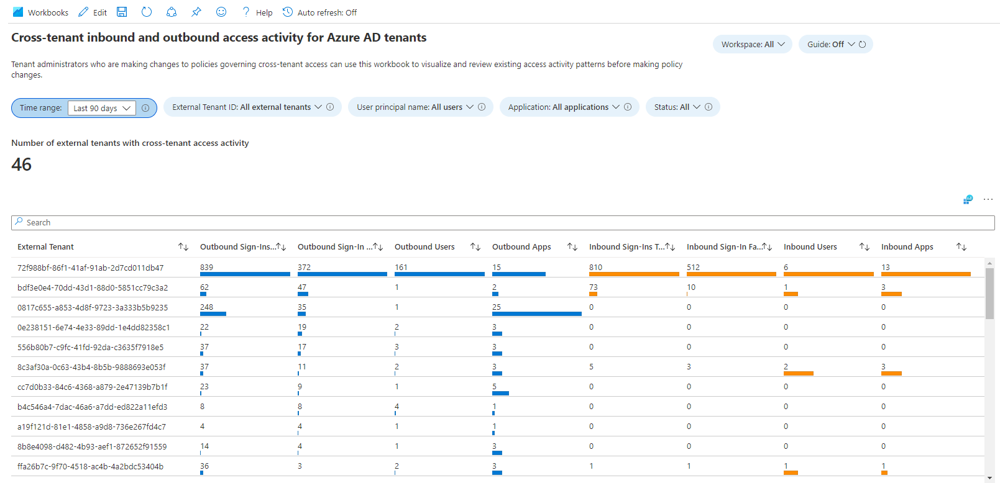 Workbooks Edit Help Auto refresh: Off
Cross-tenant inbound and outbound access activity for Azure AD tenants
Workspace: All Guide: Off
Tenant administrators who are making changes to policies governing cross-tenant access can use this workbook to visualize and review existing access activity patterns before making policy
changes.
Time range: Last 90 days External Tenant ID: All external tenants User principal name: All users Application: All applications Status: All
Number of external tenants with cross-tenant access activity
46
Search
External Tenant Outbound Sign-Ins... Outbound Sign-In ... Outbound Users Outbound Apps Inbound Sign-Ins T... Inbound Sign-In Fa... Inbound Users Inbound Apps
72f988bf-86f1-41af-91ab-2d7cd011db47 839 372 161 15 810 512 6 13
bdf3e0e4-70dd-43d1-88d0-5851cc79c3a2 62 47 1 2 73 10 1 3
0817c655-a853-4d8f-9723-3a333b5b9235 248 35 1 25 0 0 0 0
0e238151-6e74-4e33-89dd-1e4dd82358c1 22 19 2 3 0 0 0 0
556b80b7-c9fc-41fd-92da-c3635f7918e5 37 17 3 3 0 0 0 0
8c3af30a-0c63-43b4-8b5b-9888693e053f 37 11 2 3 5 3 2 3
cc7d0b33-84c6-4368-a879-2e47139b7b1f 23 9 1 5 0 0 0 0
b4c546a4-7dac-46a6-a7dd-ed822a11efd3 8 8 4 1 0 0 0 0
a19f121d-81e1-4858-a9d8-736e267fd4c7 4 4 1 1 0 0 0 0
8b8e4098-d482-4b93-aef1-872652f91559 14 4 1 3 0 0 0 0
ffa26b7c-9f70-4518-ac4b-4a2bdc53404b 36 3 2 3 1 1 1 1